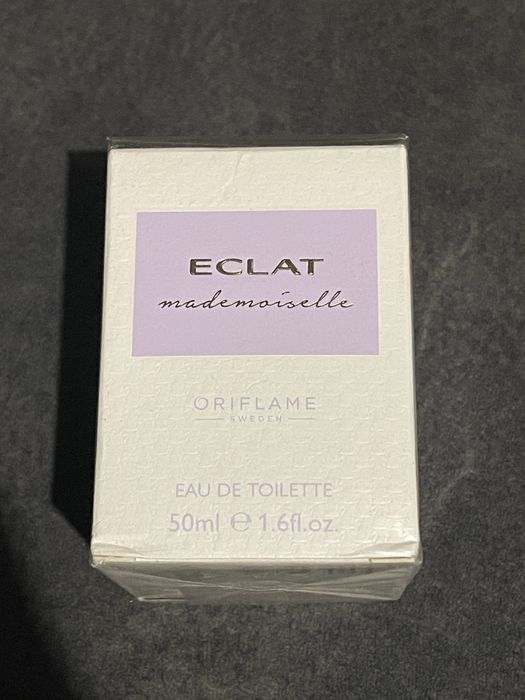 ECLAT
mademoiselle
ORIFLAME
SWEDEN
EAU DE TOILETTE
50ml ℮ 1.6fl.oz.